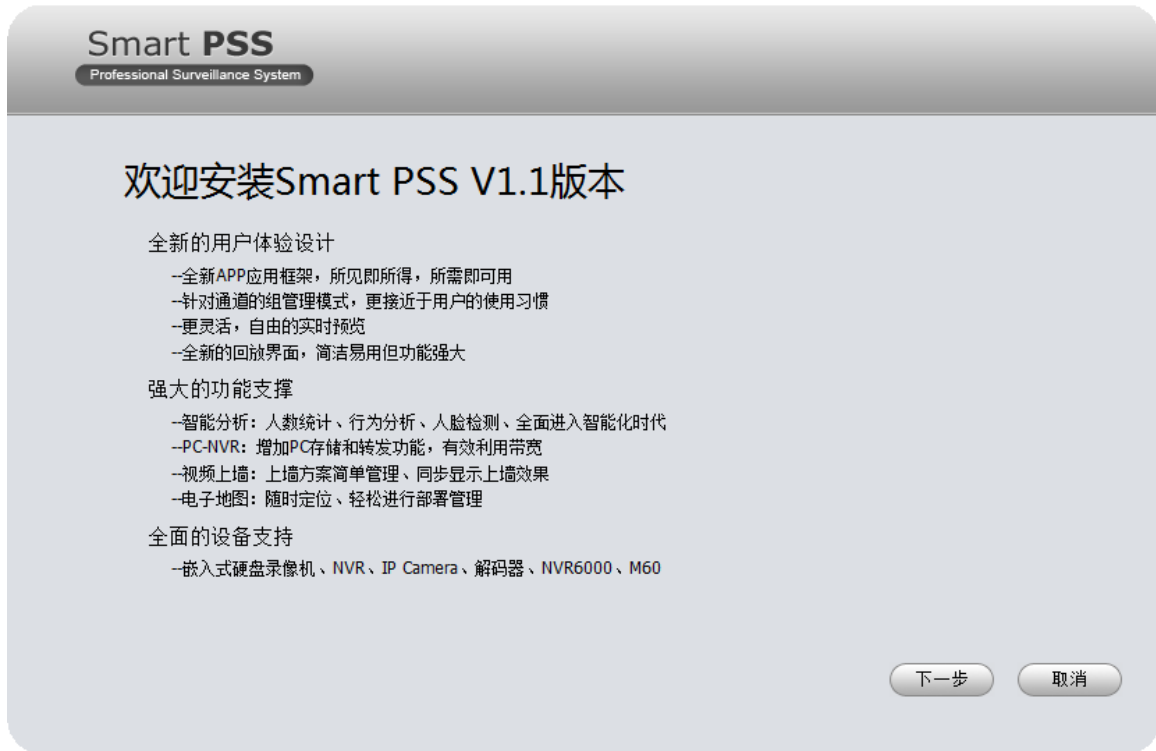 Smart PSS
Professional Surveillance System
欢迎安装Smart PSS V1.1版本
全新的用户体验设计
--全新APP应用框架，所见即所得，所需即可用
--针对通道的组管理模式，更接近于用户的使用习惯
--更灵活，自由的实时预览
--全新的回放界面，简洁易用但功能强大
强大的功能支撑
--智能分析：人数统计、行为分析、人脸检测、全面进入智能化时代
--PC-NVR：增加PC存储和转发功能，有效利用带宽
--视频上墙：上墙方案简单管理、同步显示上墙效果
--电子地图：随时定位、轻松进行部署管理
全面的设备支持
--嵌入式硬盘录像机、NVR、IP Camera、解码器、NVR6000、M60
下一步
取消